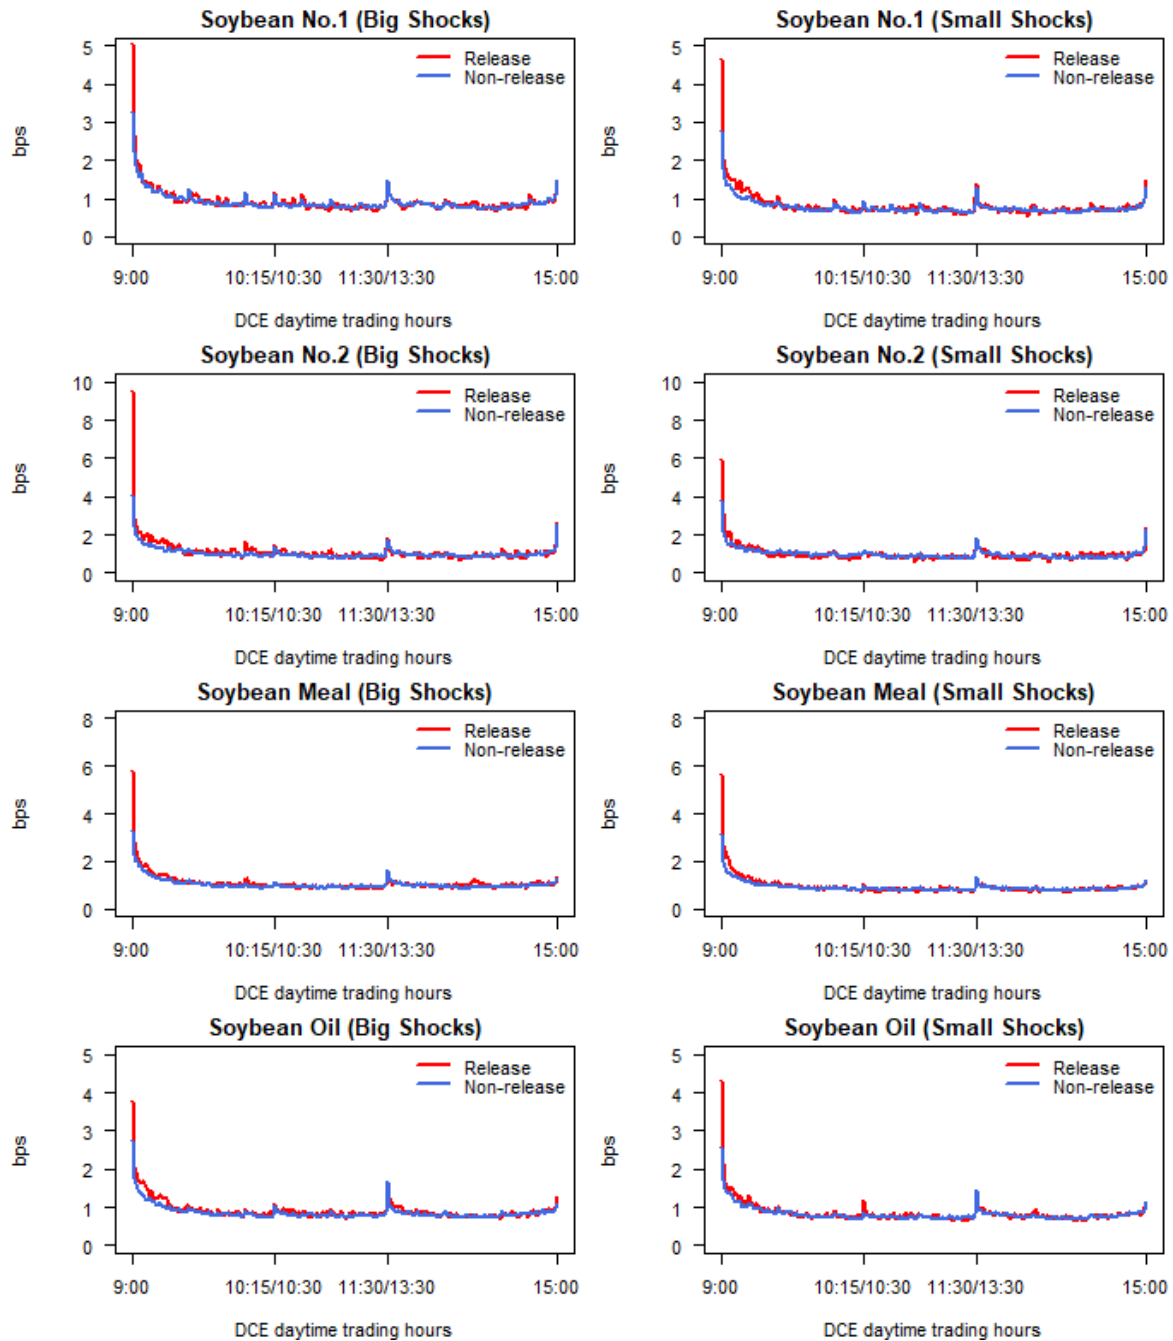 Soybean No.1 (Big Shocks)
5
4
3
2
1
0
bps
Release
Non-release
9:00 10:15/10:30 11:30/13:30 15:00
DCE daytime trading hours
Soybean No.1 (Small Shocks)
5
4
3
2
1
0
bps
Release
Non-release
9:00 10:15/10:30 11:30/13:30 15:00
DCE daytime trading hours
Soybean No.2 (Big Shocks)
10
8
6
4
2
0
bps
Release
Non-release
9:00 10:15/10:30 11:30/13:30 15:00
DCE daytime trading hours
Soybean No.2 (Small Shocks)
10
8
6
4
2
0
bps
Release
Non-release
9:00 10:15/10:30 11:30/13:30 15:00
DCE daytime trading hours
Soybean Meal (Big Shocks)
8
6
4
2
0
bps
Release
Non-release
9:00 10:15/10:30 11:30/13:30 15:00
DCE daytime trading hours
Soybean Meal (Small Shocks)
8
6
4
2
0
bps
Release
Non-release
9:00 10:15/10:30 11:30/13:30 15:00
DCE daytime trading hours
Soybean Oil (Big Shocks)
5
4
3
2
1
0
bps
Release
Non-release
9:00 10:15/10:30 11:30/13:30 15:00
DCE daytime trading hours
Soybean Oil (Small Shocks)
5
4
3
2
1
0
bps
Release
Non-release
9:00 10:15/10:30 11:30/13:30 15:00
DCE daytime trading hours